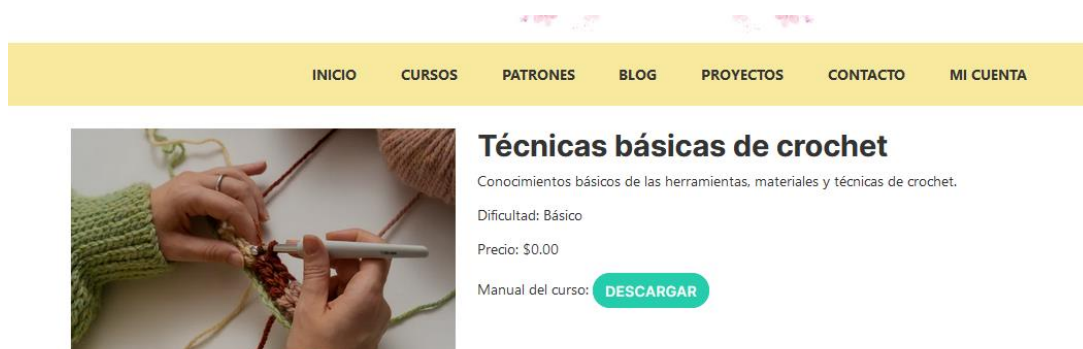 INICIO CURSOS PATRONES BLOG PROYECTOS CONTACTO MI CUENTA
Técnicas básicas de crochet
Conocimientos básicos de las herramientas, materiales y técnicas de crochet.
Dificultad: Básico
Precio: $0.00
Manual del curso: DESCARGAR